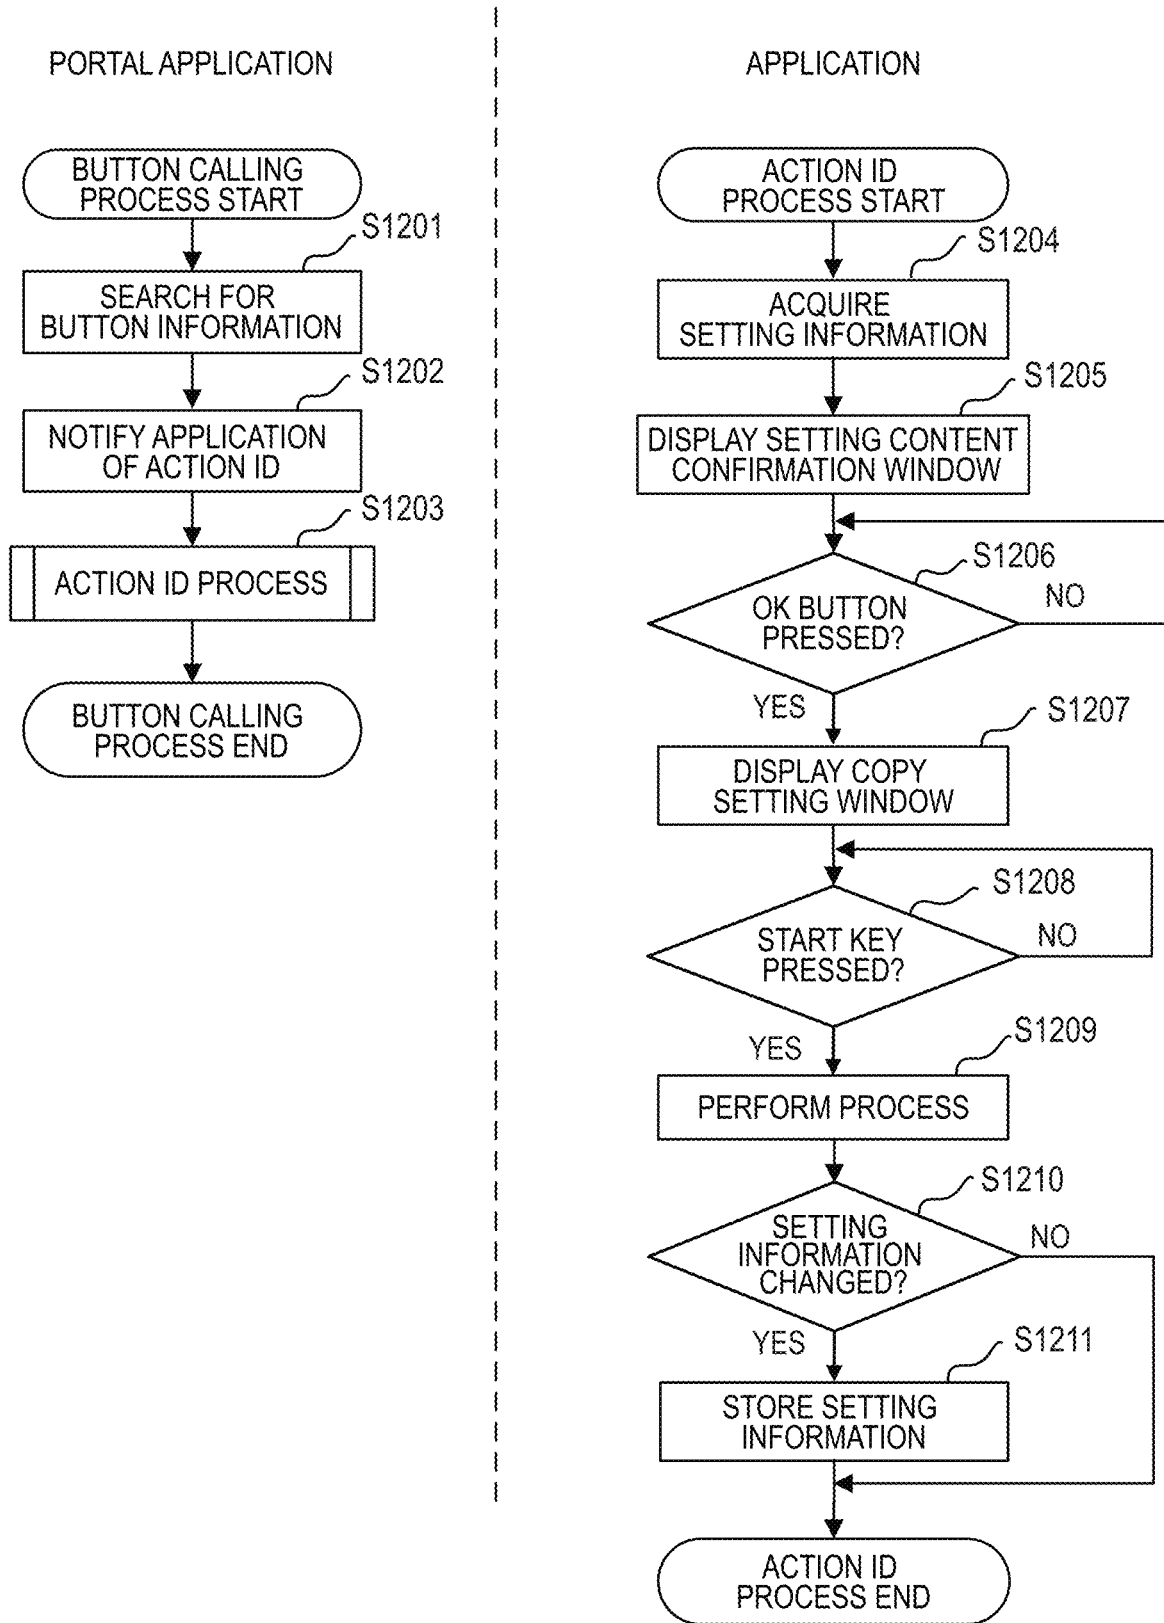 PORTAL APPLICATION
BUTTON CALLING
PROCESS START
S1201
SEARCH FOR
BUTTON INFORMATION
S1202
NOTIFY APPLICATION
OF ACTION ID
S1203
ACTION ID PROCESS
BUTTON CALLING
PROCESS END
APPLICATION
ACTION ID
PROCESS START
S1204
ACQUIRE
SETTING INFORMATION
S1205
DISPLAY SETTING CONTENT
CONFIRMATION WINDOW
S1206
OK BUTTON
PRESSED?
NO
YES
S1207
DISPLAY COPY
SETTING WINDOW
S1208
START KEY
PRESSED?
NO
YES
S1209
PERFORM PROCESS
S1210
SETTING
INFORMATION
CHANGED?
NO
YES
S1211
STORE SETTING
INFORMATION
ACTION ID
PROCESS END